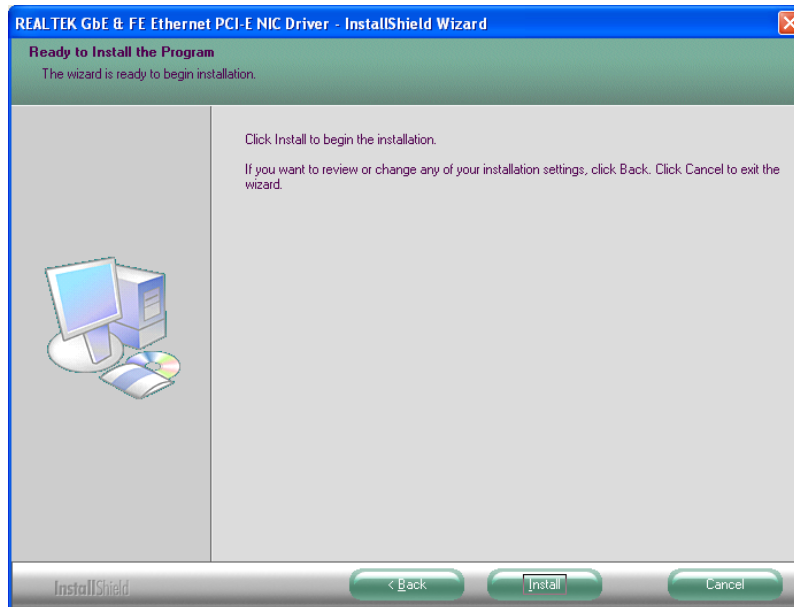 REALTEK GbE & FE Ethernet PCI-E NIC Driver - InstallShield Wizard
Ready to Install the Program
The wizard is ready to begin installation.
Click Install to begin the installation.
If you want to review or change any of your installation settings, click Back. Click Cancel to exit the
wizard.
InstallShield
< Back
Install
Cancel